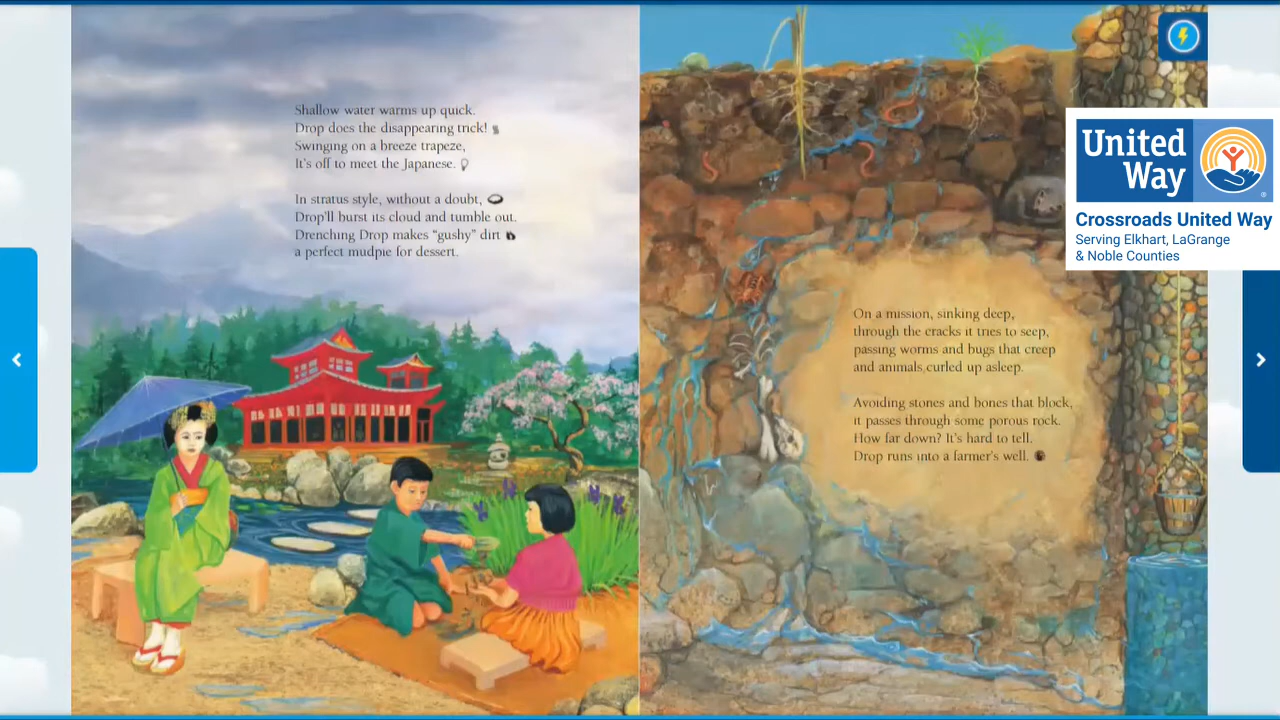 Shallow water warms up quick.
Drop does the disappearing trick!
Swinging on a breeze trapeze,
It's off to meet the Japanese.
In stratus style, without a doubt,
Drop'll burst its cloud and tumble out.
Drenching Drop makes “gushy” dirt
a perfect mudpie for dessert.
On a mission, sinking deep,
through the cracks it tries to seep,
passing worms and bugs that creep
and animals curled up asleep.
Avoiding stones and bones that block,
it passes through some porous rock.
How far down? It's hard to tell.
Drop runs into a farmer's well.
United
Way
Crossroads United Way
Serving Elkhart, LaGrange
& Noble Counties